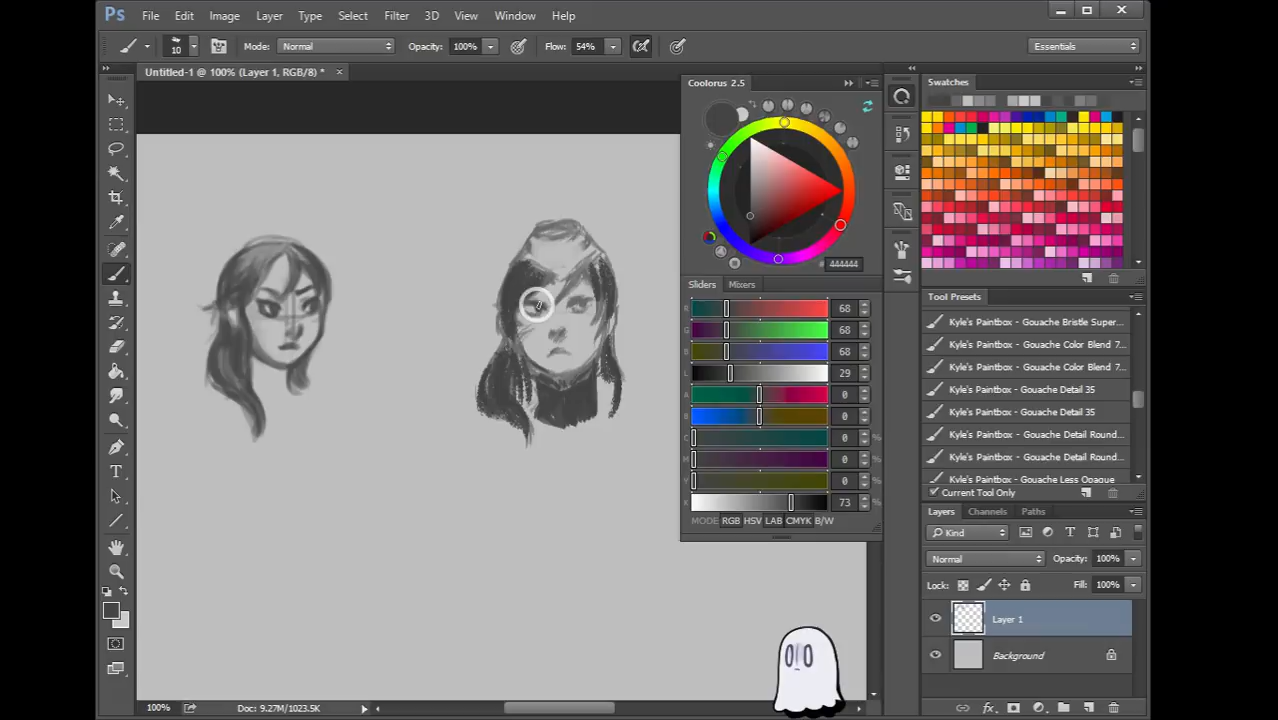 Ps File Edit Image Layer Type Select Filter 3D View Window Help
10 Mode: Normal Opacity: 100% Flow: 54% Essentials
Untitled-1 @ 100% (Layer 1, RGB/8) *
Coolorus 2.5
444444
Sliders Mixers
R 68
G 68
B 68
L 29
A 0
B 0
C 0 %
M 0 %
Y 0 %
K 73 %
MODE RGB HSV LAB CMYK B/W
Swatches
Tool Presets
Kyle's Paintbox - Gouache Bristle Super...
Kyle's Paintbox - Gouache Color Blend 7...
Kyle's Paintbox - Gouache Color Blend 7...
Kyle's Paintbox - Gouache Detail 35
Kyle's Paintbox - Gouache Detail 35
Kyle's Paintbox - Gouache Detail Round...
Kyle's Paintbox - Gouache Detail Round...
Kyle's Paintbox - Gouache Less Opaque
Current Tool Only
Layers Channels Paths
Kind
Normal Opacity: 100%
Lock: Fill: 100%
Layer 1
Background
100% Doc: 9.27M/1023.5K